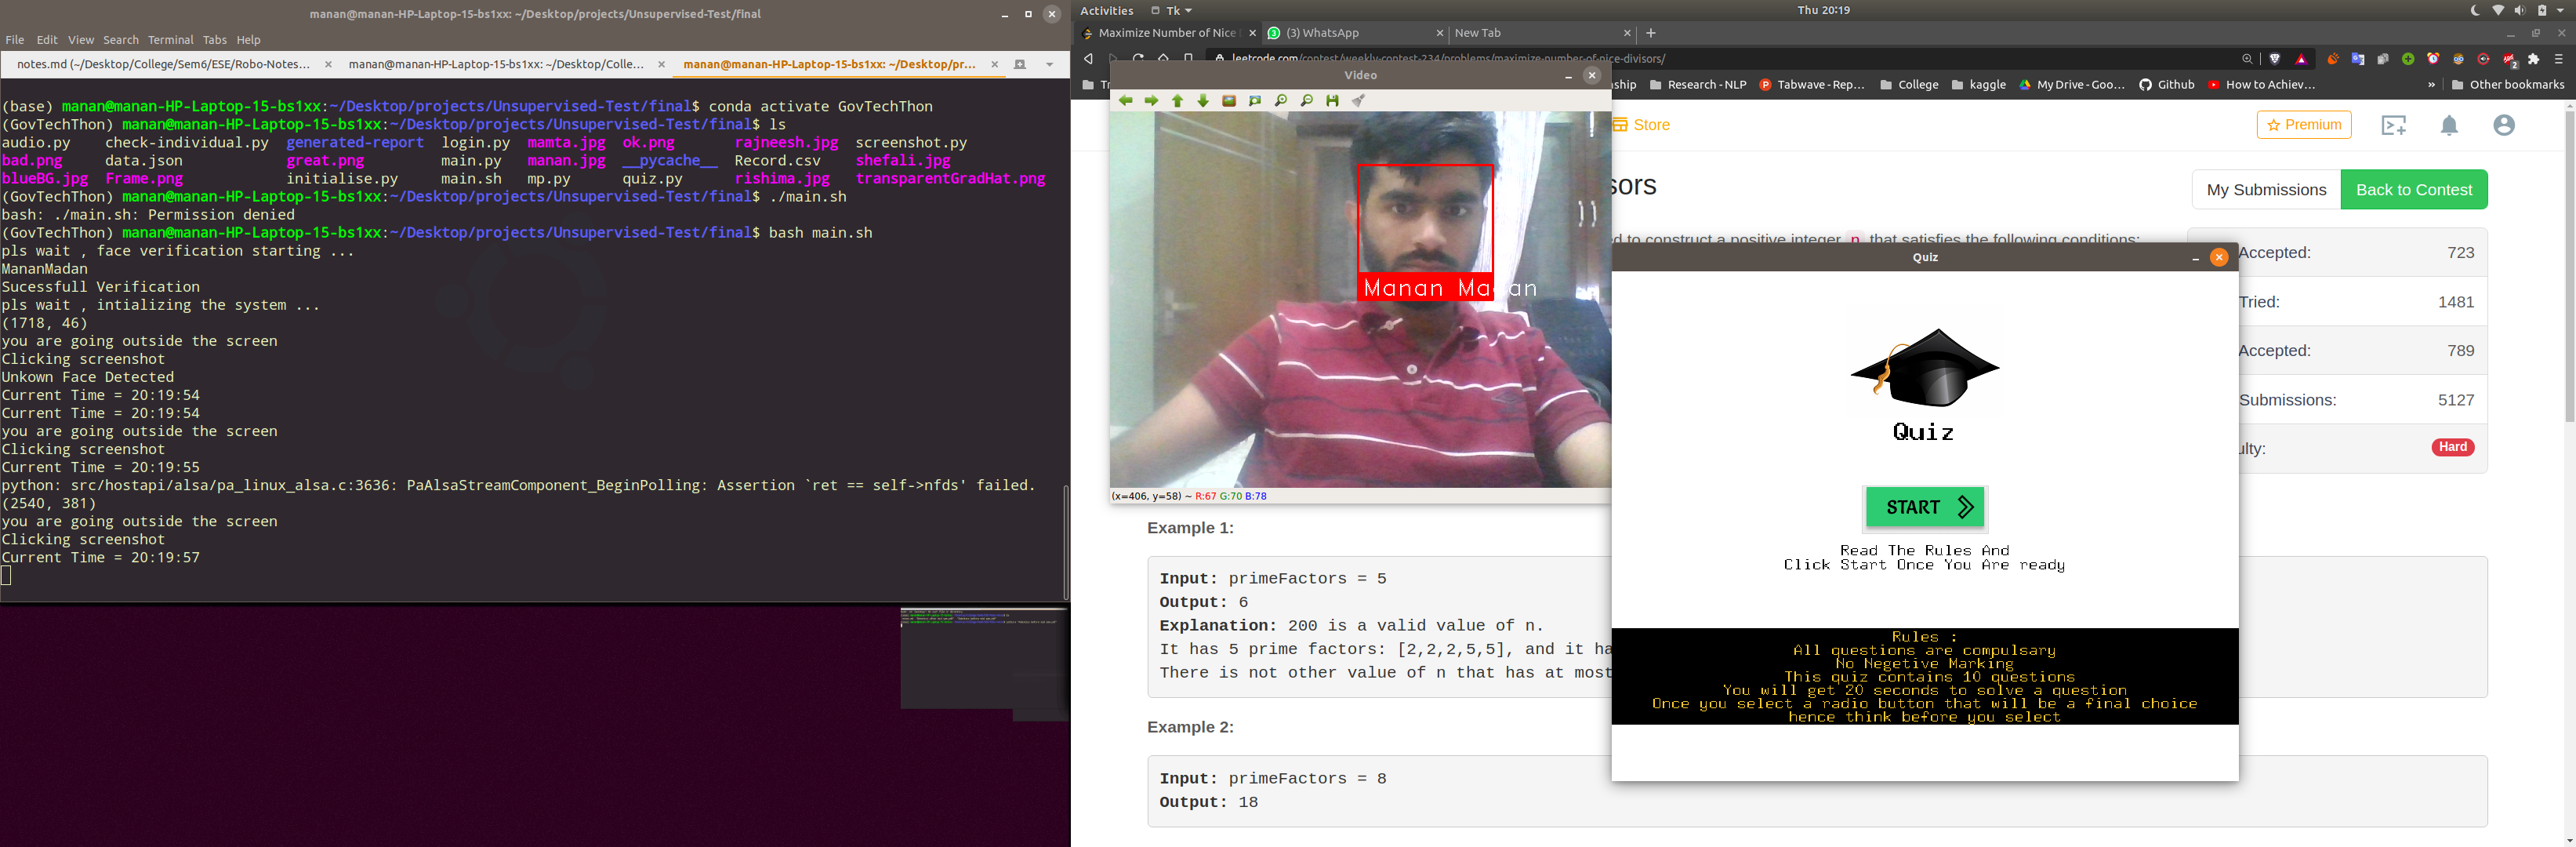 manan@manan-HP-Laptop-15-bs1xx: ~/Desktop/projects/Unsupervised-Test/final
File Edit View Search Terminal Tabs Help
notes.md (~/Desktop/College/Sem6/ESE/Robo-Notes...
manan@manan-HP-Laptop-15-bs1xx: ~/Desktop/Colle...
manan@manan-HP-Laptop-15-bs1xx: ~/Desktop/pr...
(base) manan@manan-HP-Laptop-15-bs1xx:~/Desktop/projects/Unsupervised-Test/final$ conda activate GovTechThon
(GovTechThon) manan@manan-HP-Laptop-15-bs1xx:~/Desktop/projects/Unsupervised-Test/final$ ls
audio.py check-individual.py generated-report login.py mamta.jpg ok.png rajneesh.jpg screenshot.py
bad.png data.json great.png main.py manan.jpg __pycache__ Record.csv shefali.jpg
blueBG.jpg Frame.png initialise.py main.sh mp.py quiz.py rishima.jpg transparentGradHat.png
(GovTechThon) manan@manan-HP-Laptop-15-bs1xx:~/Desktop/projects/Unsupervised-Test/final$ ./main.sh
bash: ./main.sh: Permission denied
(GovTechThon) manan@manan-HP-Laptop-15-bs1xx:~/Desktop/projects/Unsupervised-Test/final$ bash main.sh
pls wait , face verification starting ...
MananMadan
Sucessfull Verification
pls wait , intializing the system ...
(1718, 46)
you are going outside the screen
Clicking screenshot
Unkown Face Detected
Current Time = 20:19:54
Current Time = 20:19:54
you are going outside the screen
Clicking screenshot
Current Time = 20:19:55
python: src/hostapi/alsa/pa_linux_alsa.c:3636: PaAlsaStreamComponent_BeginPolling: Assertion `ret == self->nfds' failed.
(2540, 381)
you are going outside the screen
Clicking screenshot
Current Time = 20:19:57
Activities Tk Thu 20:19
Maximize Number of Nice
(3) WhatsApp
New Tab
leetcode.com/contest/weekly-contest-234/problems/maximize-number-of-nice-divisors/
ship Research - NLP Tabwave - Rep... College kaggle My Drive - Goo... Github How to Achiev... » Other bookmarks
Video
Manan Madan
(x=406, y=58) ~ R:67 G:70 B:78
Store
Premium
sors
My Submissions
Back to Contest
to construct a positive integer n that satisfies the following conditions:
Accepted: 723
Tried: 1481
Accepted: 789
Submissions: 5127
ulty: Hard
Quiz
Quiz
START
Read The Rules And
Click Start Once You Are ready
Rules :
All questions are compulsary
No Negetive Marking
This quiz contains 10 questions
You will get 20 seconds to solve a question
Once you select a radio button that will be a final choice
hence think before you select
Example 1:
Input: primeFactors = 5
Output: 6
Explanation: 200 is a valid value of n.
It has 5 prime factors: [2,2,2,5,5], and it ha
There is not other value of n that has at most
Example 2:
Input: primeFactors = 8
Output: 18